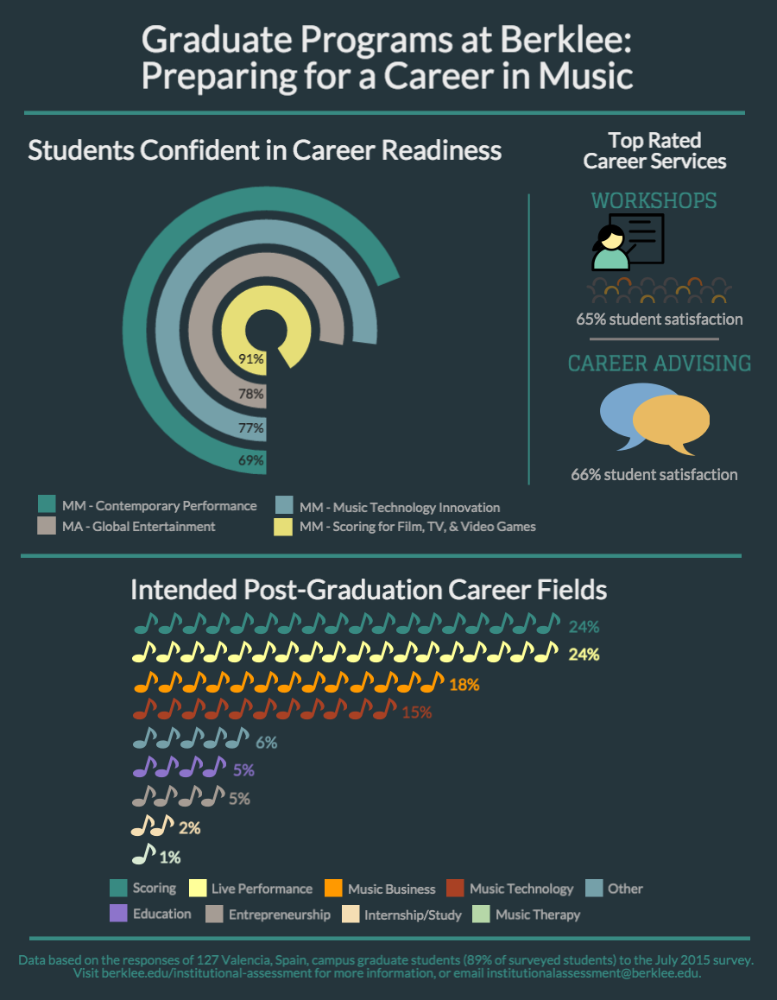 Graduate Programs at Berklee:
Preparing for a Career in Music
Students Confident in Career Readiness
91%
78%
77%
69%
MM - Contemporary Performance
MM - Music Technology Innovation
MA - Global Entertainment
MM - Scoring for Film, TV, & Video Games
Top Rated
Career Services
WORKSHOPS
65% student satisfaction
CAREER ADVISING
66% student satisfaction
Intended Post-Graduation Career Fields
24%
24%
18%
15%
6%
5%
5%
2%
1%
Scoring
Live Performance
Music Business
Music Technology
Other
Education
Entrepreneurship
Internship/Study
Music Therapy
Data based on the responses of 127 Valencia, Spain, campus graduate students (89% of surveyed students) to the July 2015 survey.
Visit berklee.edu/institutional-assessment for more information, or email institutionalassessment@berklee.edu.